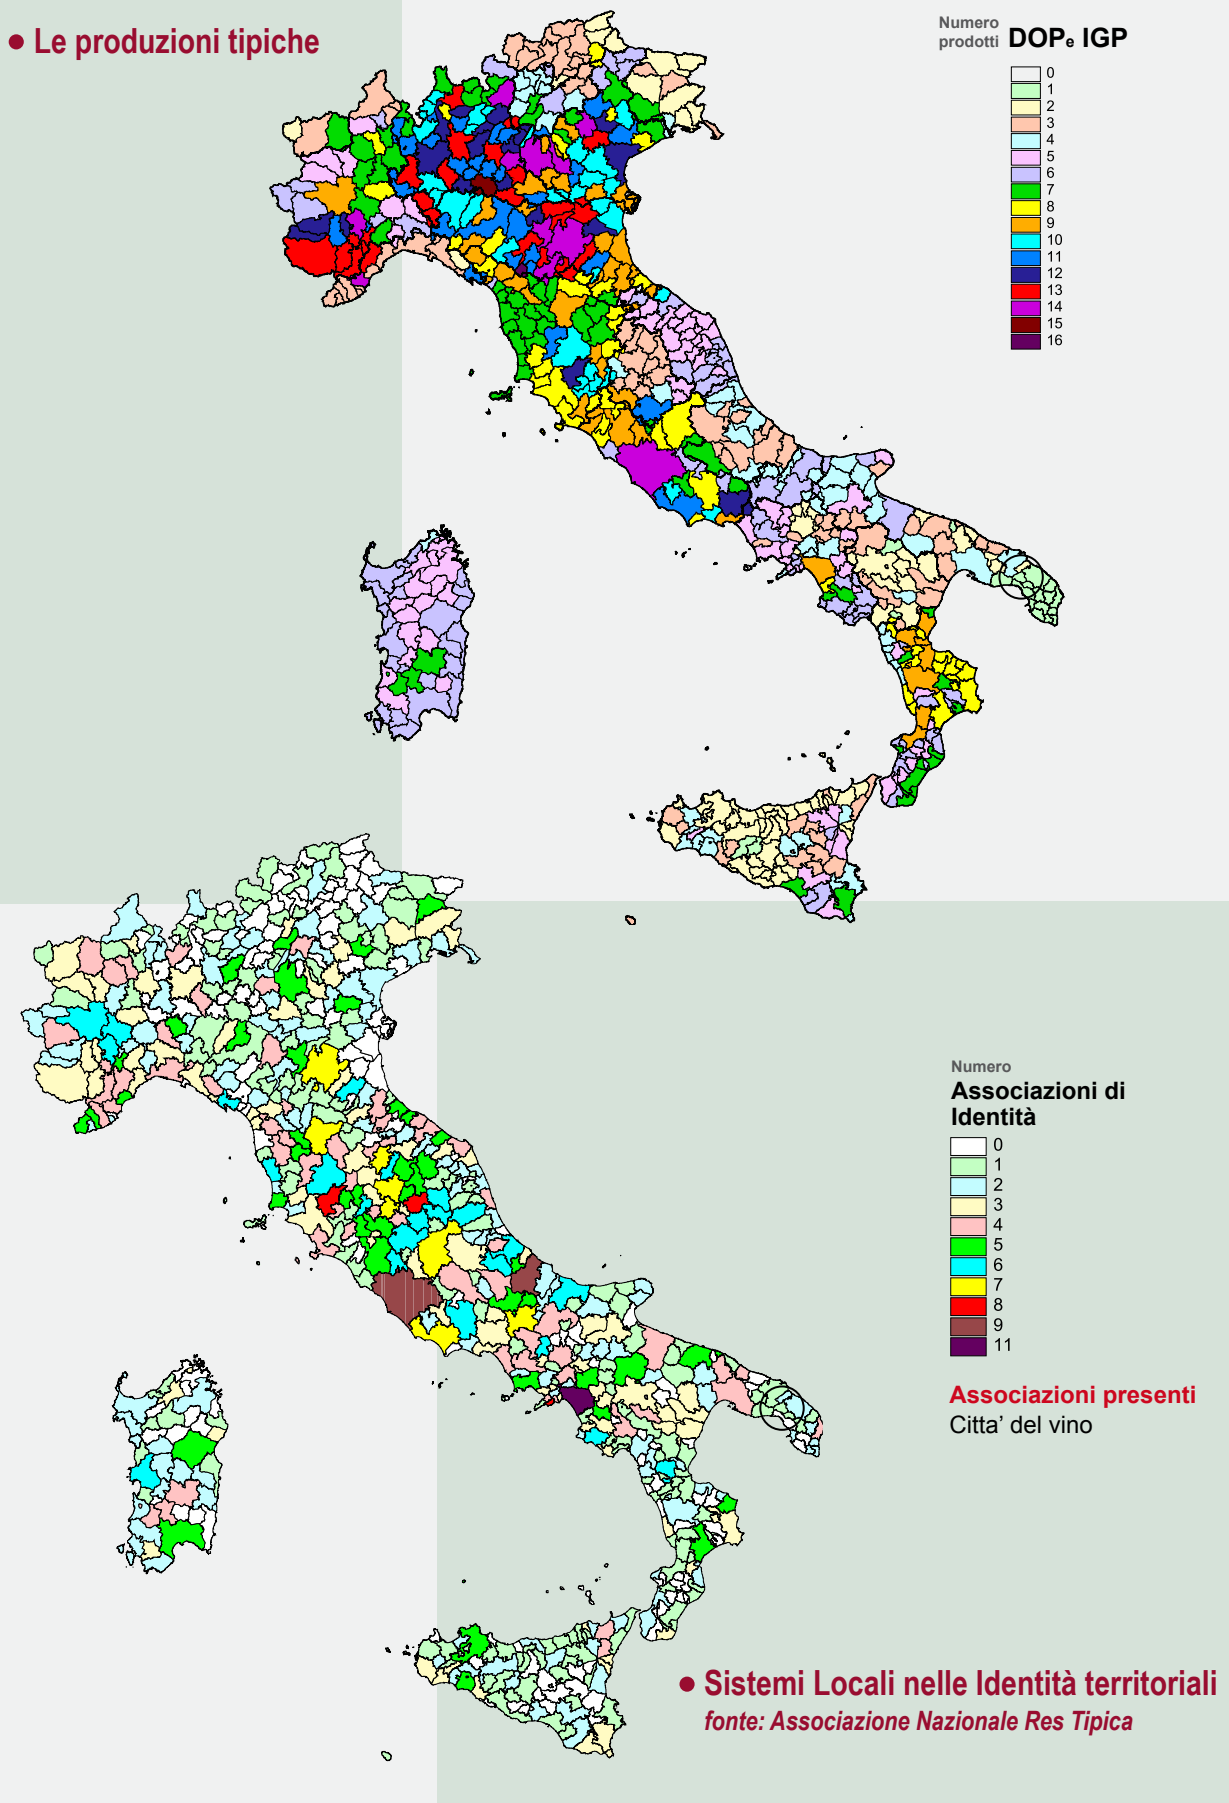 • Le produzioni tipiche
Numero
prodotti DOPe IGP
0
1
2
3
4
5
6
7
8
9
10
11
12
13
14
15
16
Numero
Associazioni di
Identità
0
1
2
3
4
5
6
7
8
9
11
Associazioni presenti
Citta' del vino
• Sistemi Locali nelle Identità territoriali
fonte: Associazione Nazionale Res Tipica